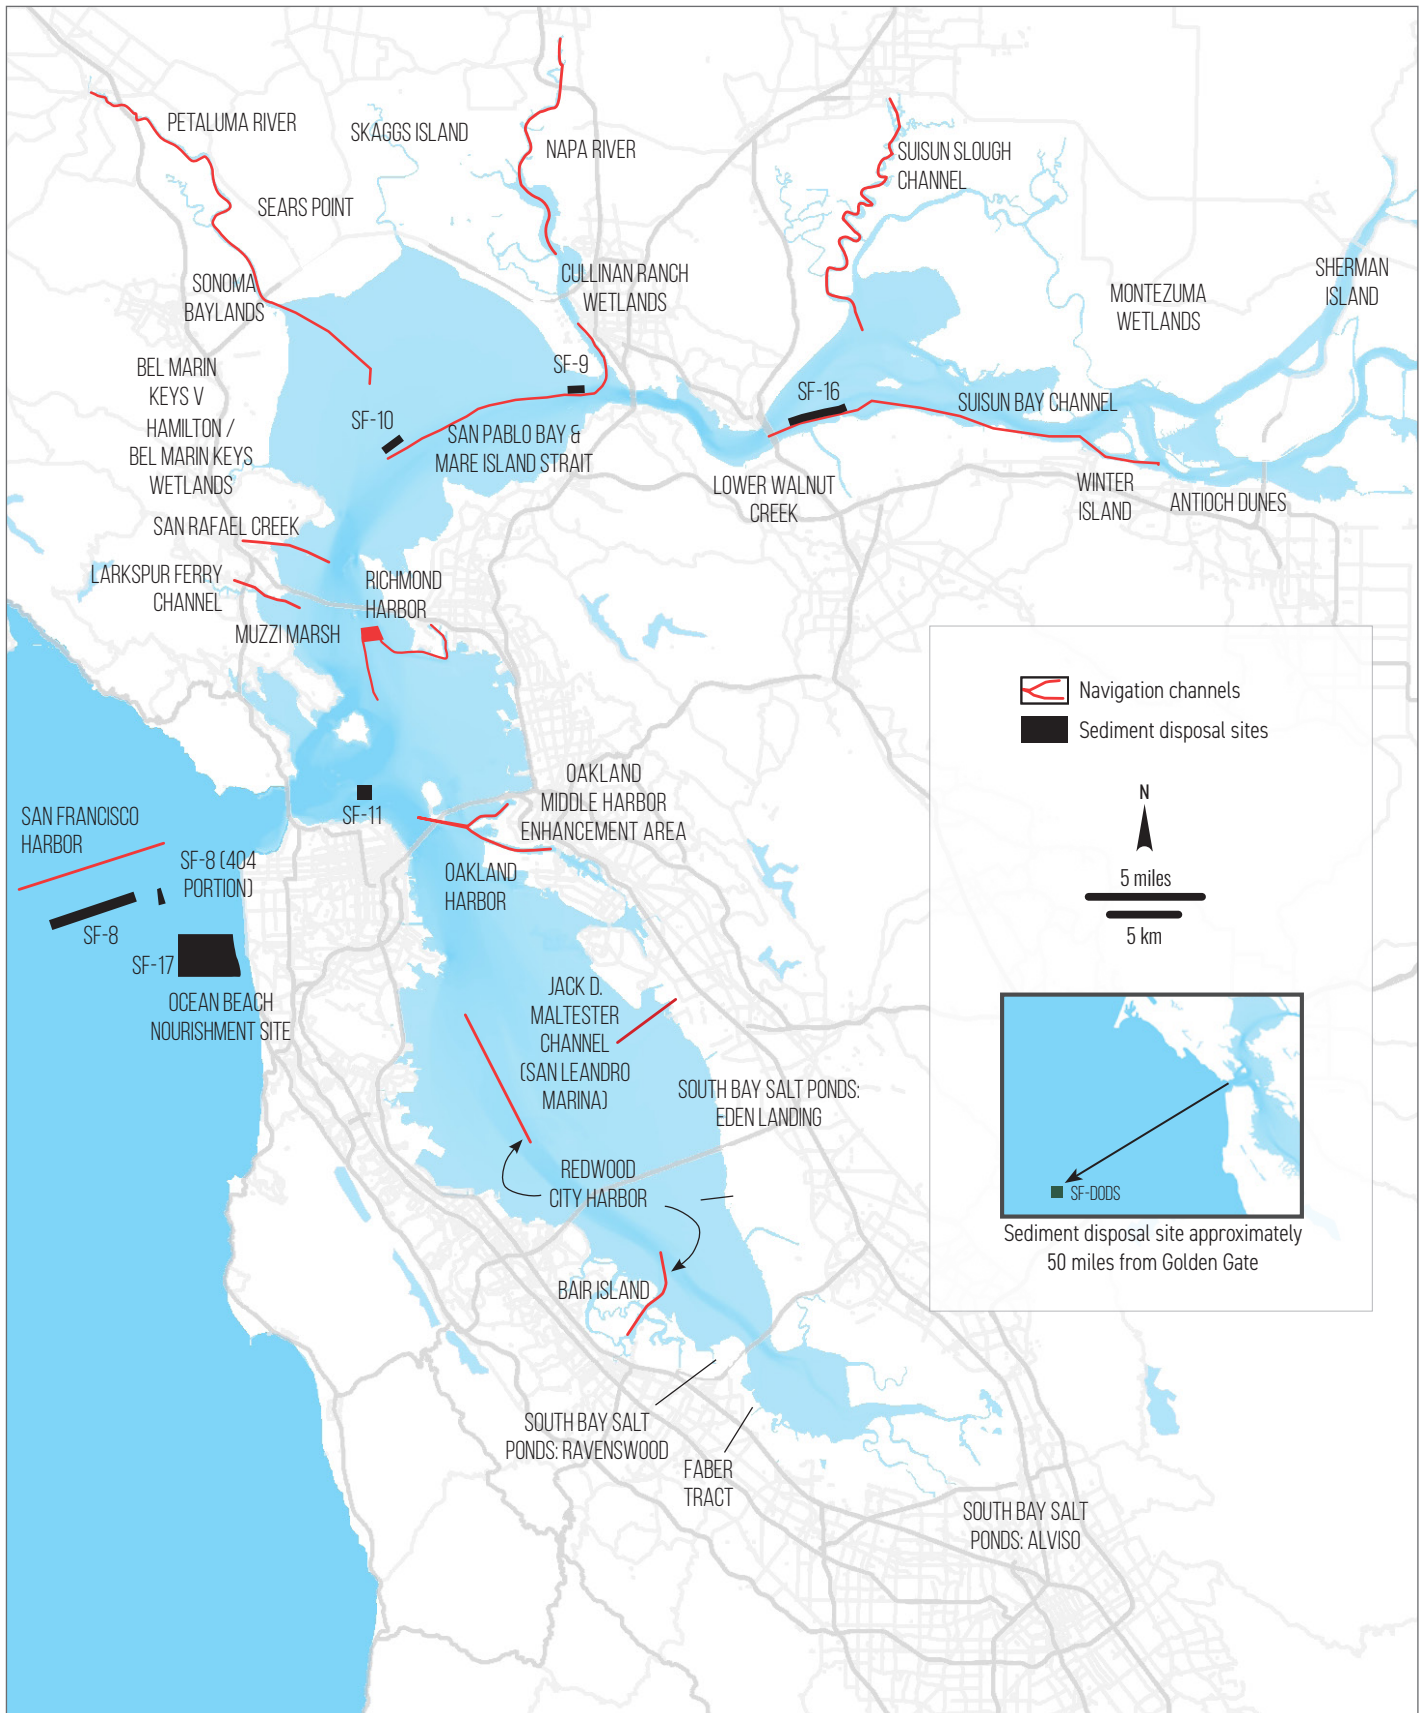 PETALUMA RIVER
SKAGGS ISLAND
NAPA RIVER
SUISUN SLOUGH
CHANNEL
SEARS POINT
SONOMA
BAYLANDS
CULLINAN RANCH
WETLANDS
SHERMAN
ISLAND
MONTEZUMA
WETLANDS
BEL MARIN
KEYS V
SF-9
SF-16
SUISUN BAY CHANNEL
SF-10
HAMILTON /
BEL MARIN KEYS
WETLANDS
SAN PABLO BAY &
MARE ISLAND STRAIT
LOWER WALNUT
CREEK
WINTER
ISLAND
ANTIOCH DUNES
SAN RAFAEL CREEK
LARKSPUR FERRY
CHANNEL
RICHMOND
HARBOR
MUZZI MARSH
Navigation channels
Sediment disposal sites
OAKLAND
MIDDLE HARBOR
ENHANCEMENT AREA
SF-11
SAN FRANCISCO
HARBOR
SF-8 (404
PORTION)
OAKLAND
HARBOR
N
5 miles
5 km
SF-8
SF-17
OCEAN BEACH
NOURISHMENT SITE
JACK D.
MALTESTER
CHANNEL
(SAN LEANDRO
MARINA)
SOUTH BAY SALT PONDS:
EDEN LANDING
REDWOOD
CITY HARBOR
SF-DODS
Sediment disposal site approximately
50 miles from Golden Gate
BAIR ISLAND
SOUTH BAY SALT
PONDS: RAVENSWOOD
FABER
TRACT
SOUTH BAY SALT
PONDS: ALVISO